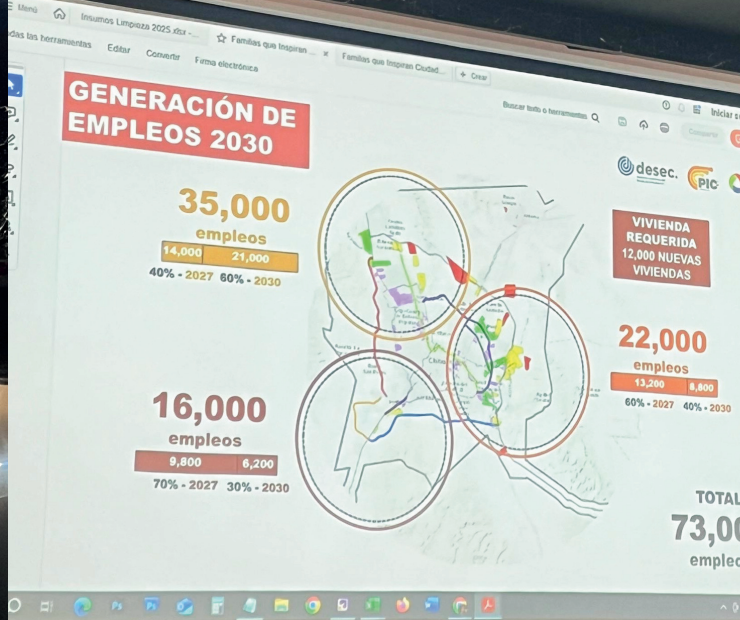 Menú
Insumos Limpieza 2025.xlsx -...
Familias que Inspiran ...
Familias que Inspiran Ciudad...
+ Crear
das las herramientas
Editar
Convertir
Firma electrónica
Buscar texto o herramientas
Iniciar s
Compartir
GENERACIÓN DE
EMPLEOS 2030
desec.
PIC
35,000
empleos
14,000
21,000
40% - 2027 60% - 2030
VIVIENDA
REQUERIDA
12,000 NUEVAS
VIVIENDAS
22,000
empleos
13,200
8,800
60% - 2027 40% - 2030
16,000
empleos
9,800
6,200
70% - 2027 30% - 2030
TOTAL
73,00
empleo